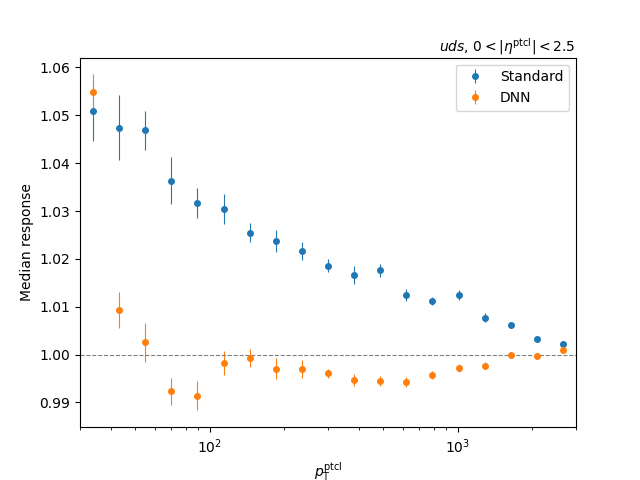 uds, 0 < |η^ptcl| < 2.5
Standard
DNN
Median response
1.06
1.05
1.04
1.03
1.02
1.01
1.00
0.99
10^2
10^3
p_T^ptcl